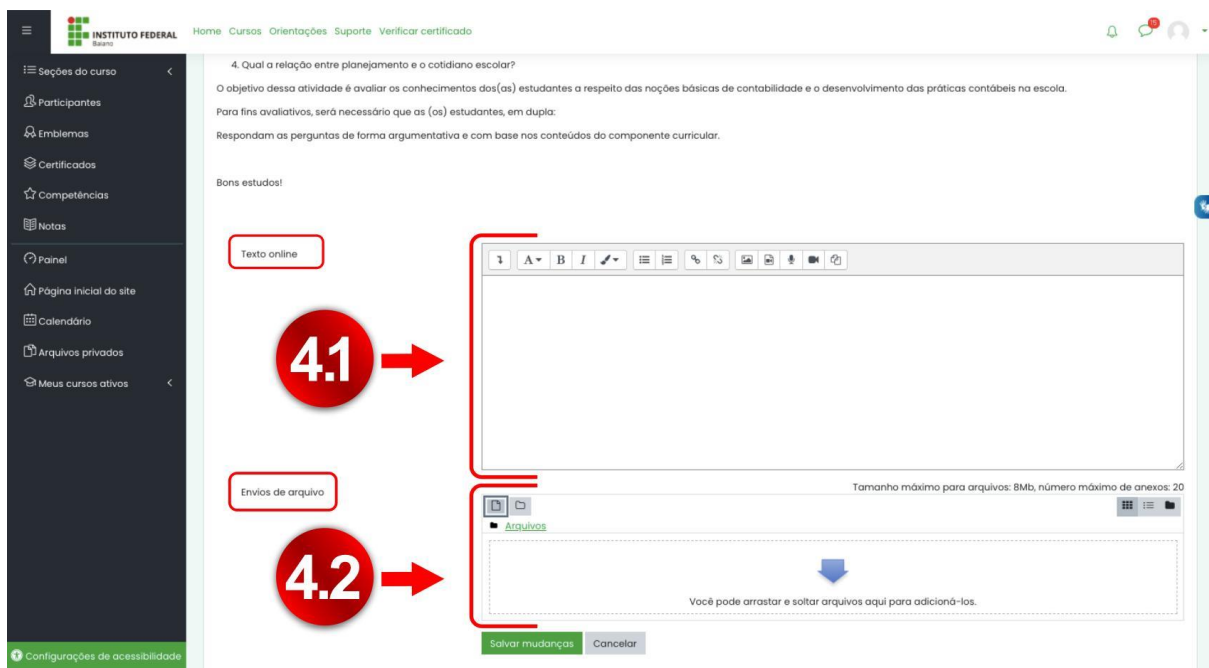 INSTITUTO FEDERAL
Baiano
Home Cursos Orientações Suporte Verificar certificado
15
Seções do curso
Participantes
Emblemas
Certificados
Competências
Notas
Painel
Página inicial do site
Calendário
Arquivos privados
Meus cursos ativos
Configurações de acessibilidade
4. Qual a relação entre planejamento e o cotidiano escolar?
O objetivo dessa atividade é avaliar os conhecimentos dos(as) estudantes a respeito das noções básicas de contabilidade e o desenvolvimento das práticas contábeis na escola.
Para fins avaliativos, será necessário que as (os) estudantes, em dupla:
Respondam as perguntas de forma argumentativa e com base nos conteúdos do componente curricular.
Bons estudos!
Texto online
A B I
4.1
Envios de arquivo
Tamanho máximo para arquivos: 8Mb, número máximo de anexos: 20
Arquivos
4.2
Você pode arrastar e soltar arquivos aqui para adicioná-los.
Salvar mudanças Cancelar